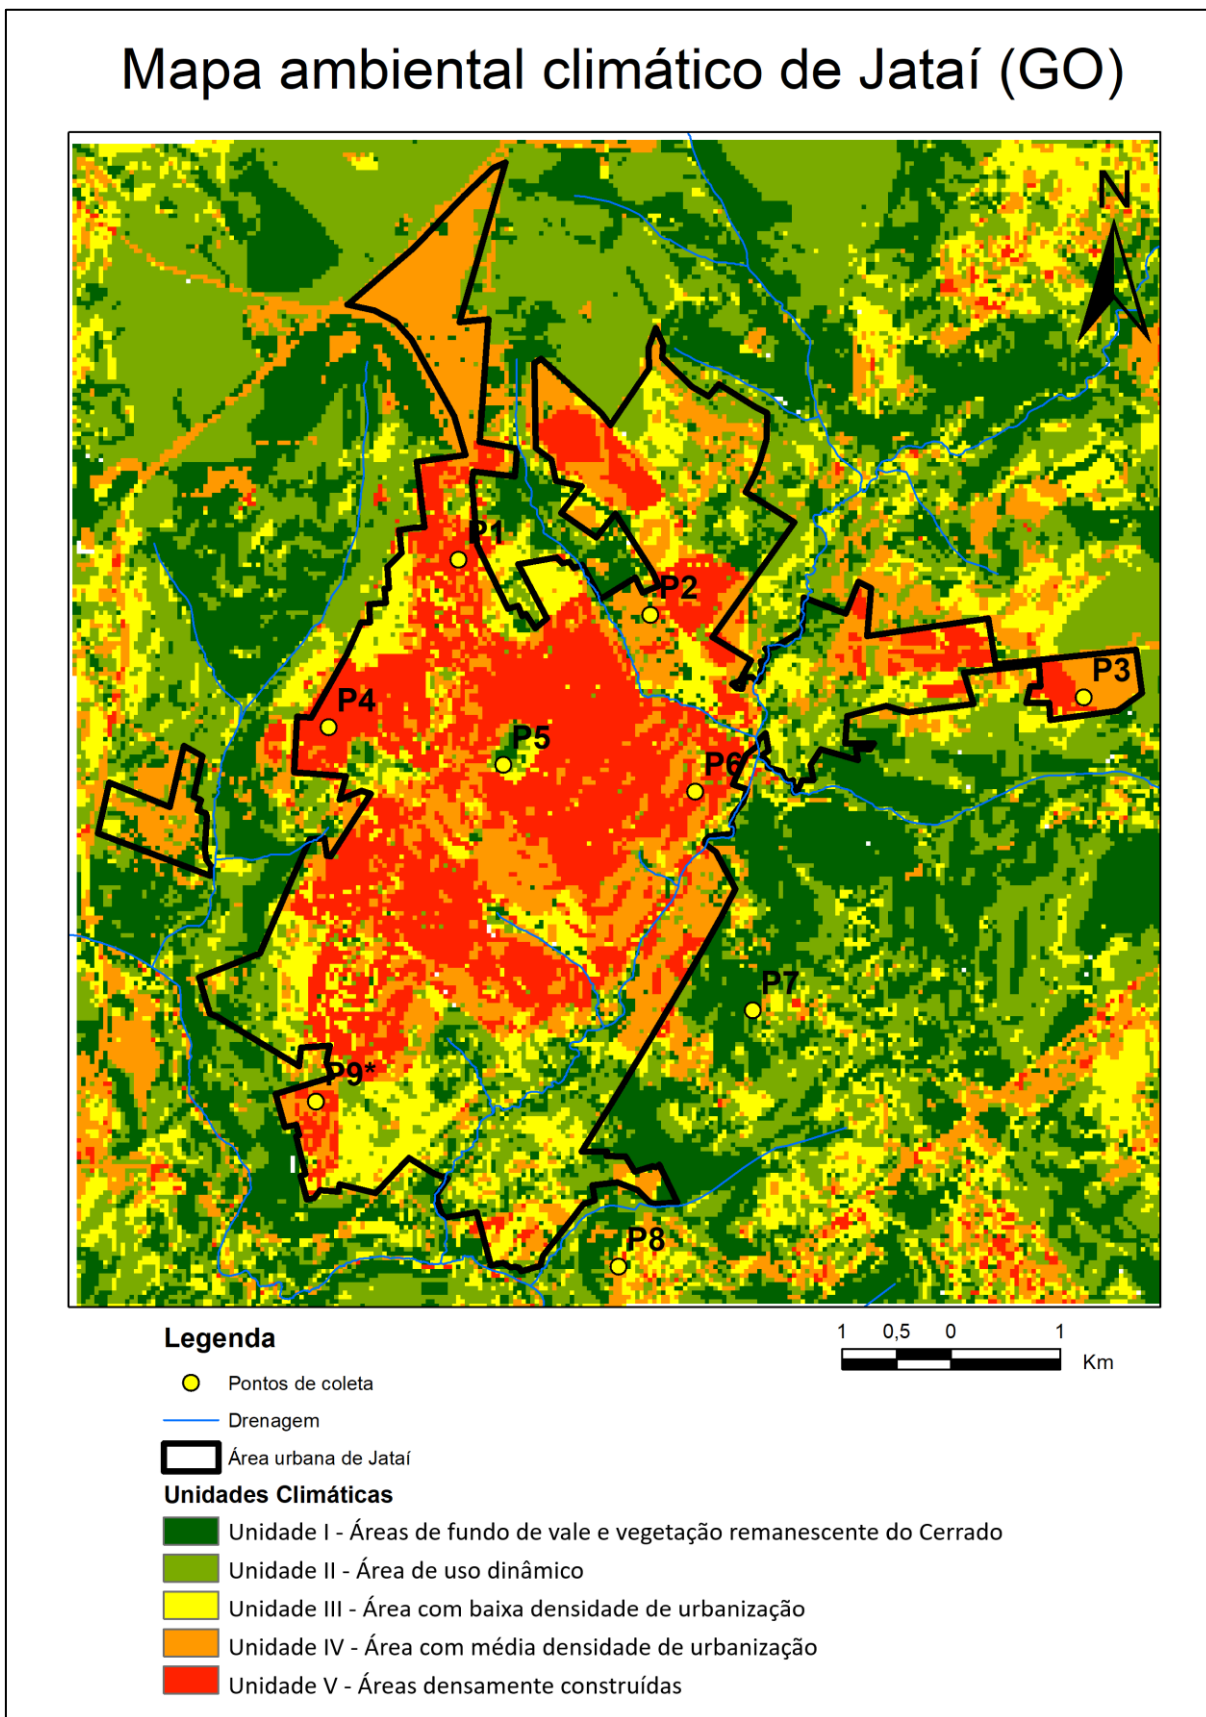 Mapa ambiental climático de Jataí (GO)
N
P1
P2
P3
P4
P5
P6
P7
P9*
P8
Legenda
Pontos de coleta
Drenagem
Área urbana de Jataí
1 0,5 0 1
Km
Unidades Climáticas
Unidade I - Áreas de fundo de vale e vegetação remanescente do Cerrado
Unidade II - Área de uso dinâmico
Unidade III - Área com baixa densidade de urbanização
Unidade IV - Área com média densidade de urbanização
Unidade V - Áreas densamente construídas